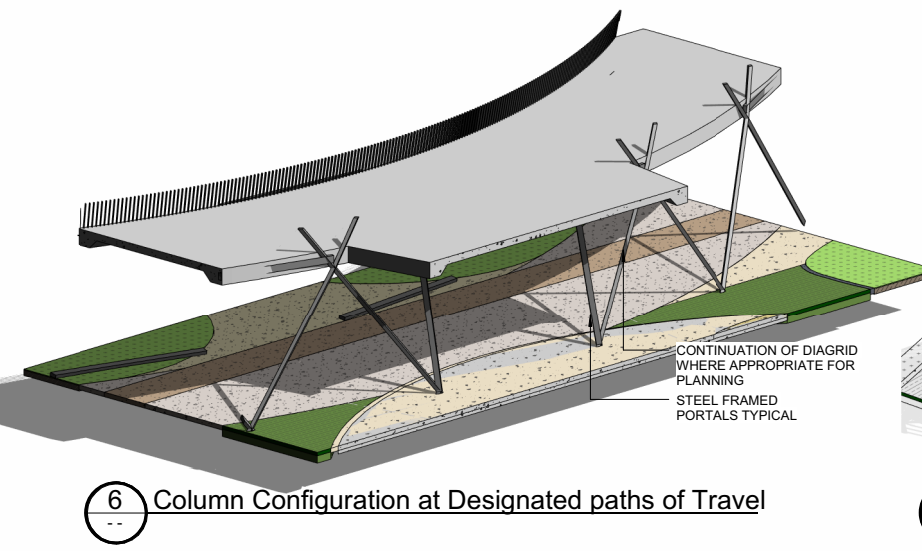 CONTINUATION OF DIAGRID
WHERE APPROPRIATE FOR
PLANNING
STEEL FRAMED
PORTALS TYPICAL
6
--
Column Configuration at Designated paths of Travel